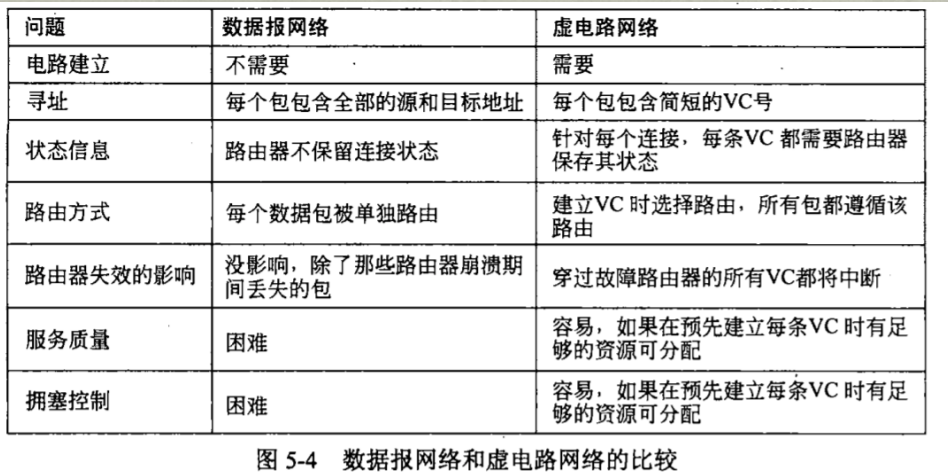 问题 数据报网络 虚电路网络
电路建立 不需要 需要
寻址 每个包包含全部的源和目标地址 每个包包含简短的VC号
状态信息 路由器不保留连接状态 针对每个连接，每条VC 都需要路由器
保存其状态
路由方式 每个数据包被单独路由 建立VC 时选择路由，所有包都遵循该
路由
路由器失效的影响 没影响，除了那些路由器崩溃期
间丢失的包 穿过故障路由器的所有VC都将中断
服务质量 困难 容易，如果在预先建立每条VC 时有足
够的资源可分配
拥塞控制 困难 容易，如果在预先建立每条VC 时有足
够的资源可分配
图 5-4 数据报网络和虚电路网络的比较